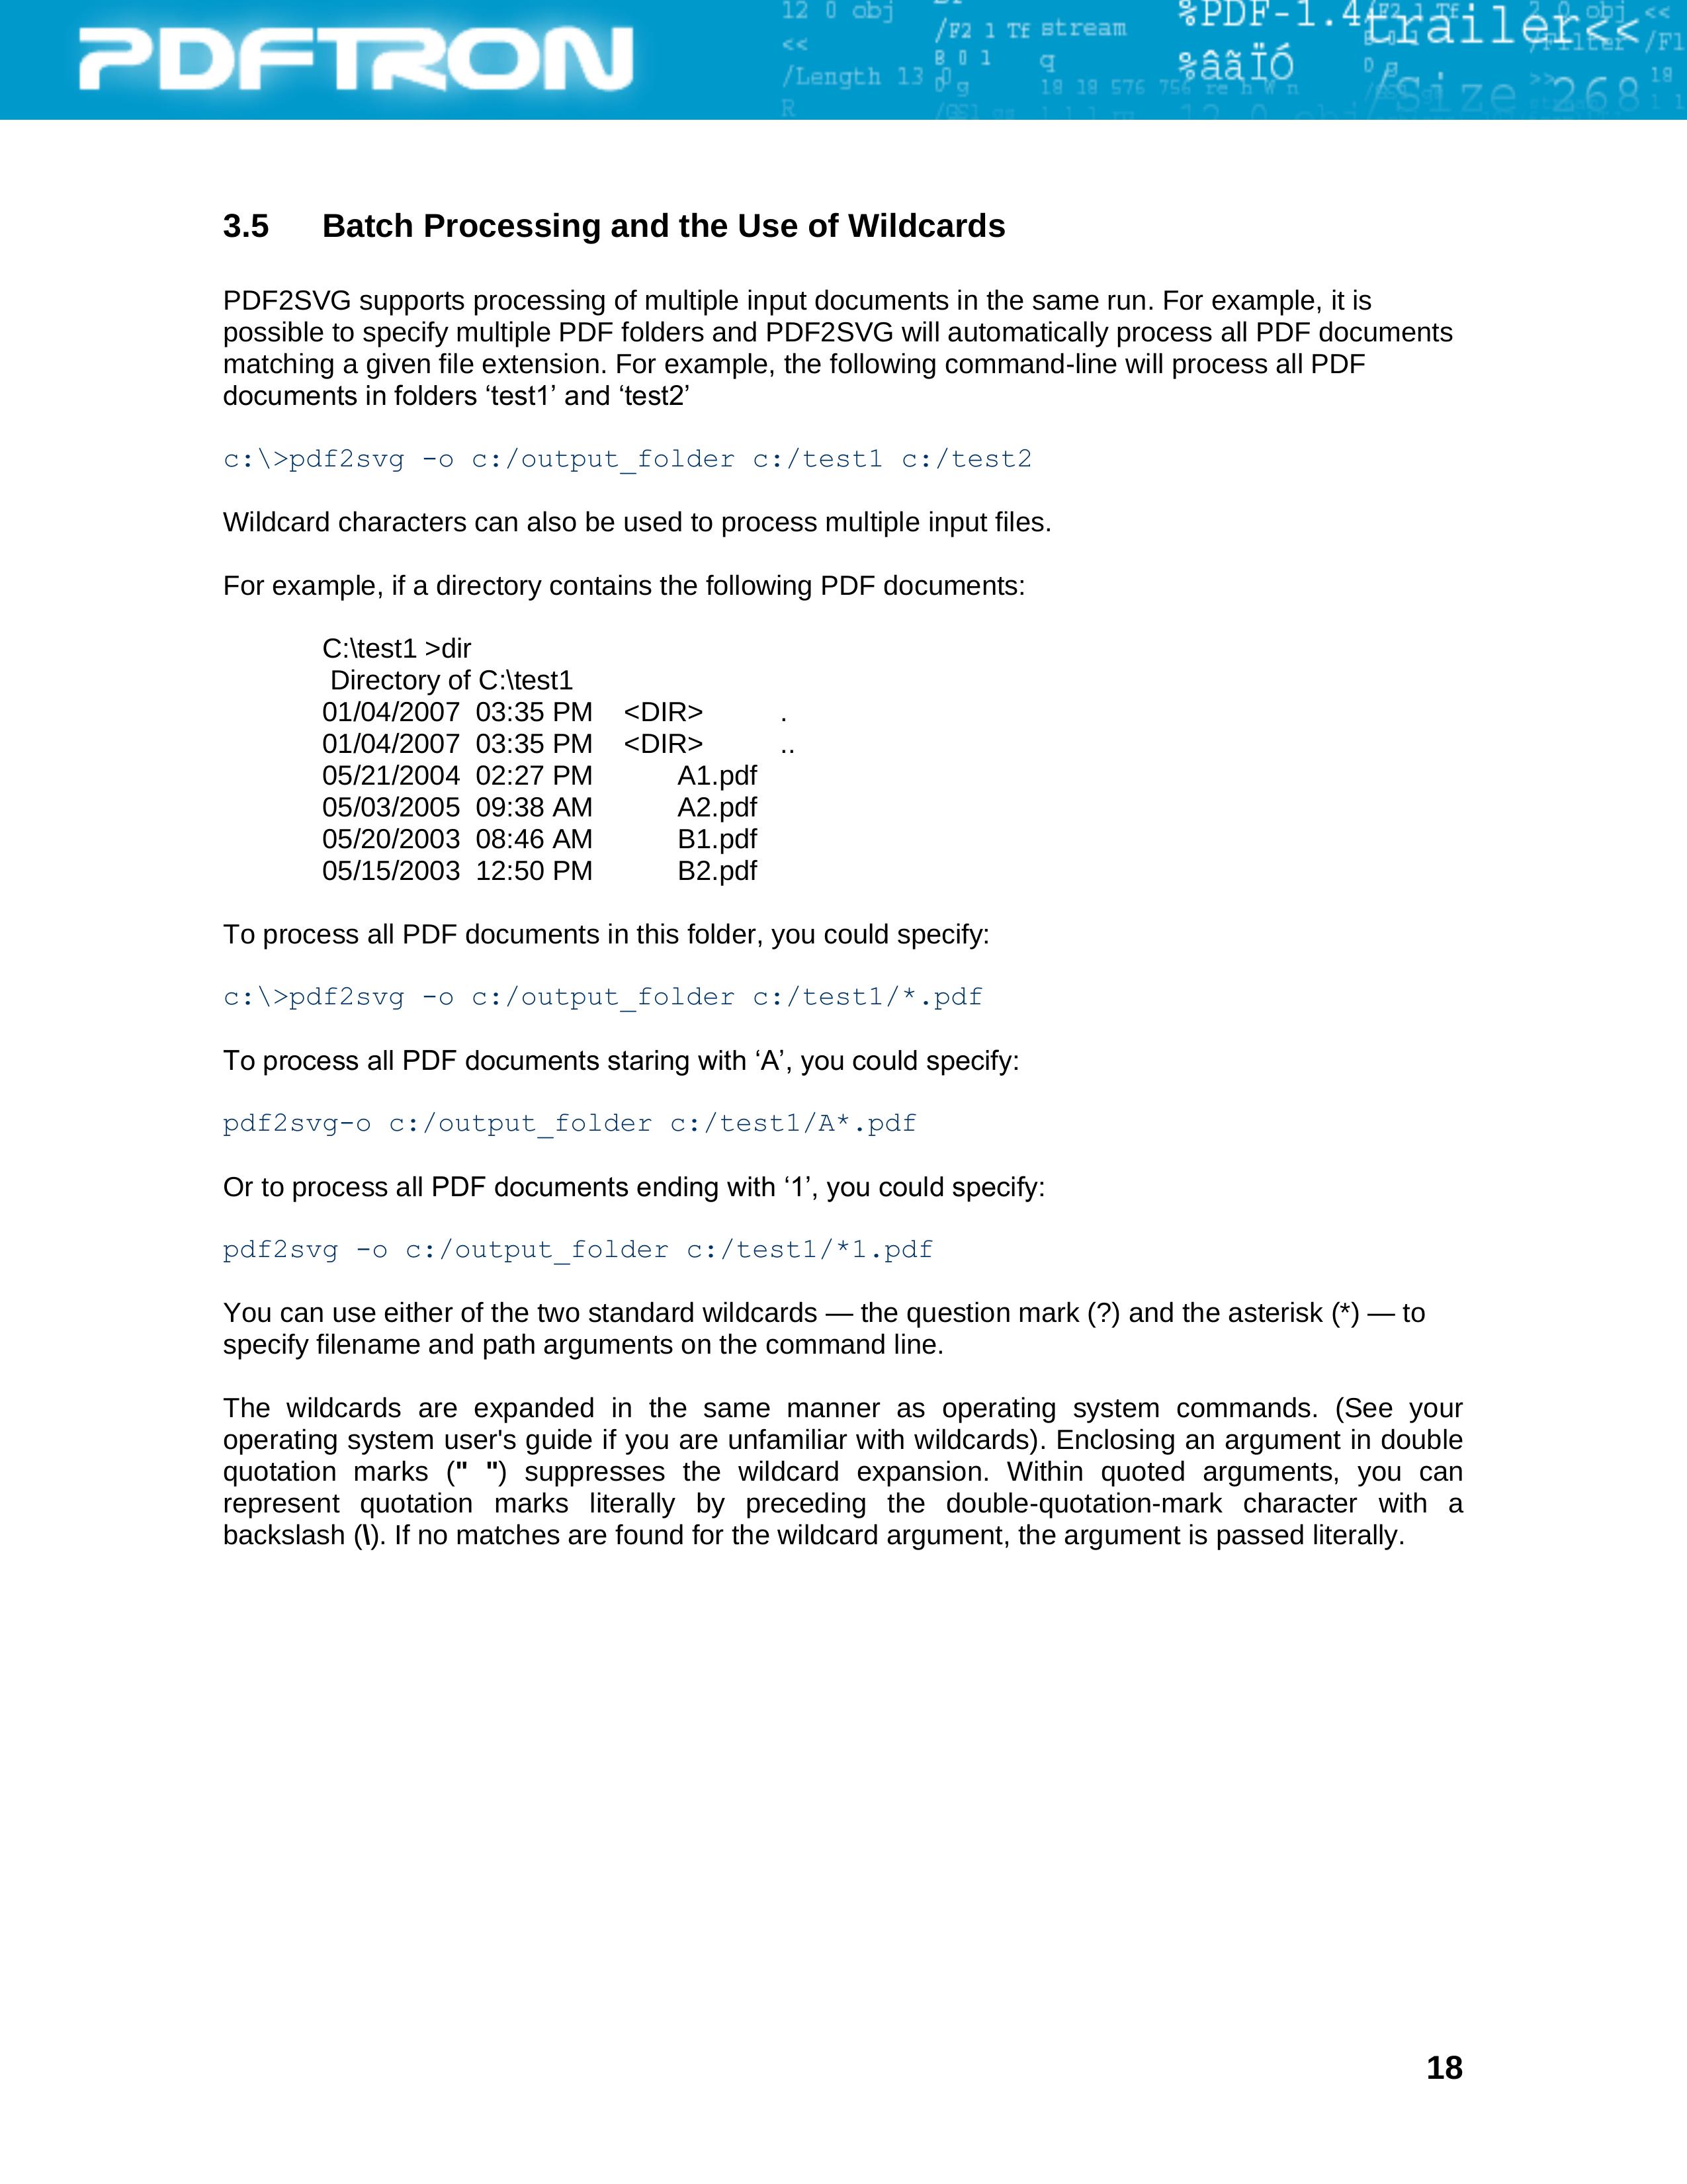 PDFTRON
12 0 obj
<<
/Length 13 0
R
/F2 1 Tf
B 0 1
0 g
stream
q
18 18 576 756 re h W n
%PDF-1.4
%âãÏÓ
trailer<<
/Size 268
3.5 Batch Processing and the Use of Wildcards
PDF2SVG supports processing of multiple input documents in the same run. For example, it is
possible to specify multiple PDF folders and PDF2SVG will automatically process all PDF documents
matching a given file extension. For example, the following command-line will process all PDF
documents in folders ‘test1’ and ‘test2’
c:\>pdf2svg -o c:/output_folder c:/test1 c:/test2
Wildcard characters can also be used to process multiple input files.
For example, if a directory contains the following PDF documents:
C:\test1 >dir
Directory of C:\test1
01/04/2007 03:35 PM <DIR> .
01/04/2007 03:35 PM <DIR> ..
05/21/2004 02:27 PM A1.pdf
05/03/2005 09:38 AM A2.pdf
05/20/2003 08:46 AM B1.pdf
05/15/2003 12:50 PM B2.pdf
To process all PDF documents in this folder, you could specify:
c:\>pdf2svg -o c:/output_folder c:/test1/*.pdf
To process all PDF documents staring with ‘A’, you could specify:
pdf2svg-o c:/output_folder c:/test1/A*.pdf
Or to process all PDF documents ending with ‘1’, you could specify:
pdf2svg -o c:/output_folder c:/test1/*1.pdf
You can use either of the two standard wildcards — the question mark (?) and the asterisk (*) — to
specify filename and path arguments on the command line.
The wildcards are expanded in the same manner as operating system commands. (See your
operating system user's guide if you are unfamiliar with wildcards). Enclosing an argument in double
quotation marks (" ") suppresses the wildcard expansion. Within quoted arguments, you can
represent quotation marks literally by preceding the double-quotation-mark character with a
backslash (\). If no matches are found for the wildcard argument, the argument is passed literally.
18